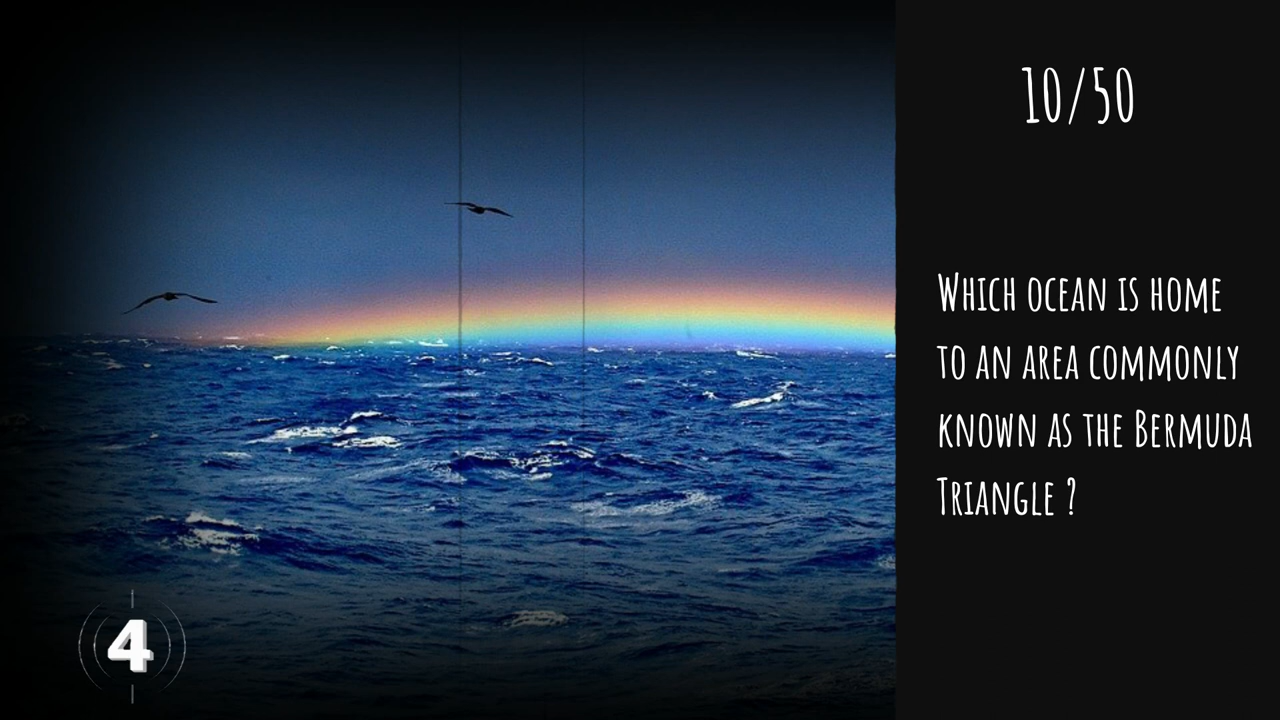 10/50
Which ocean is home
to an area commonly
known as the Bermuda
Triangle ?
4